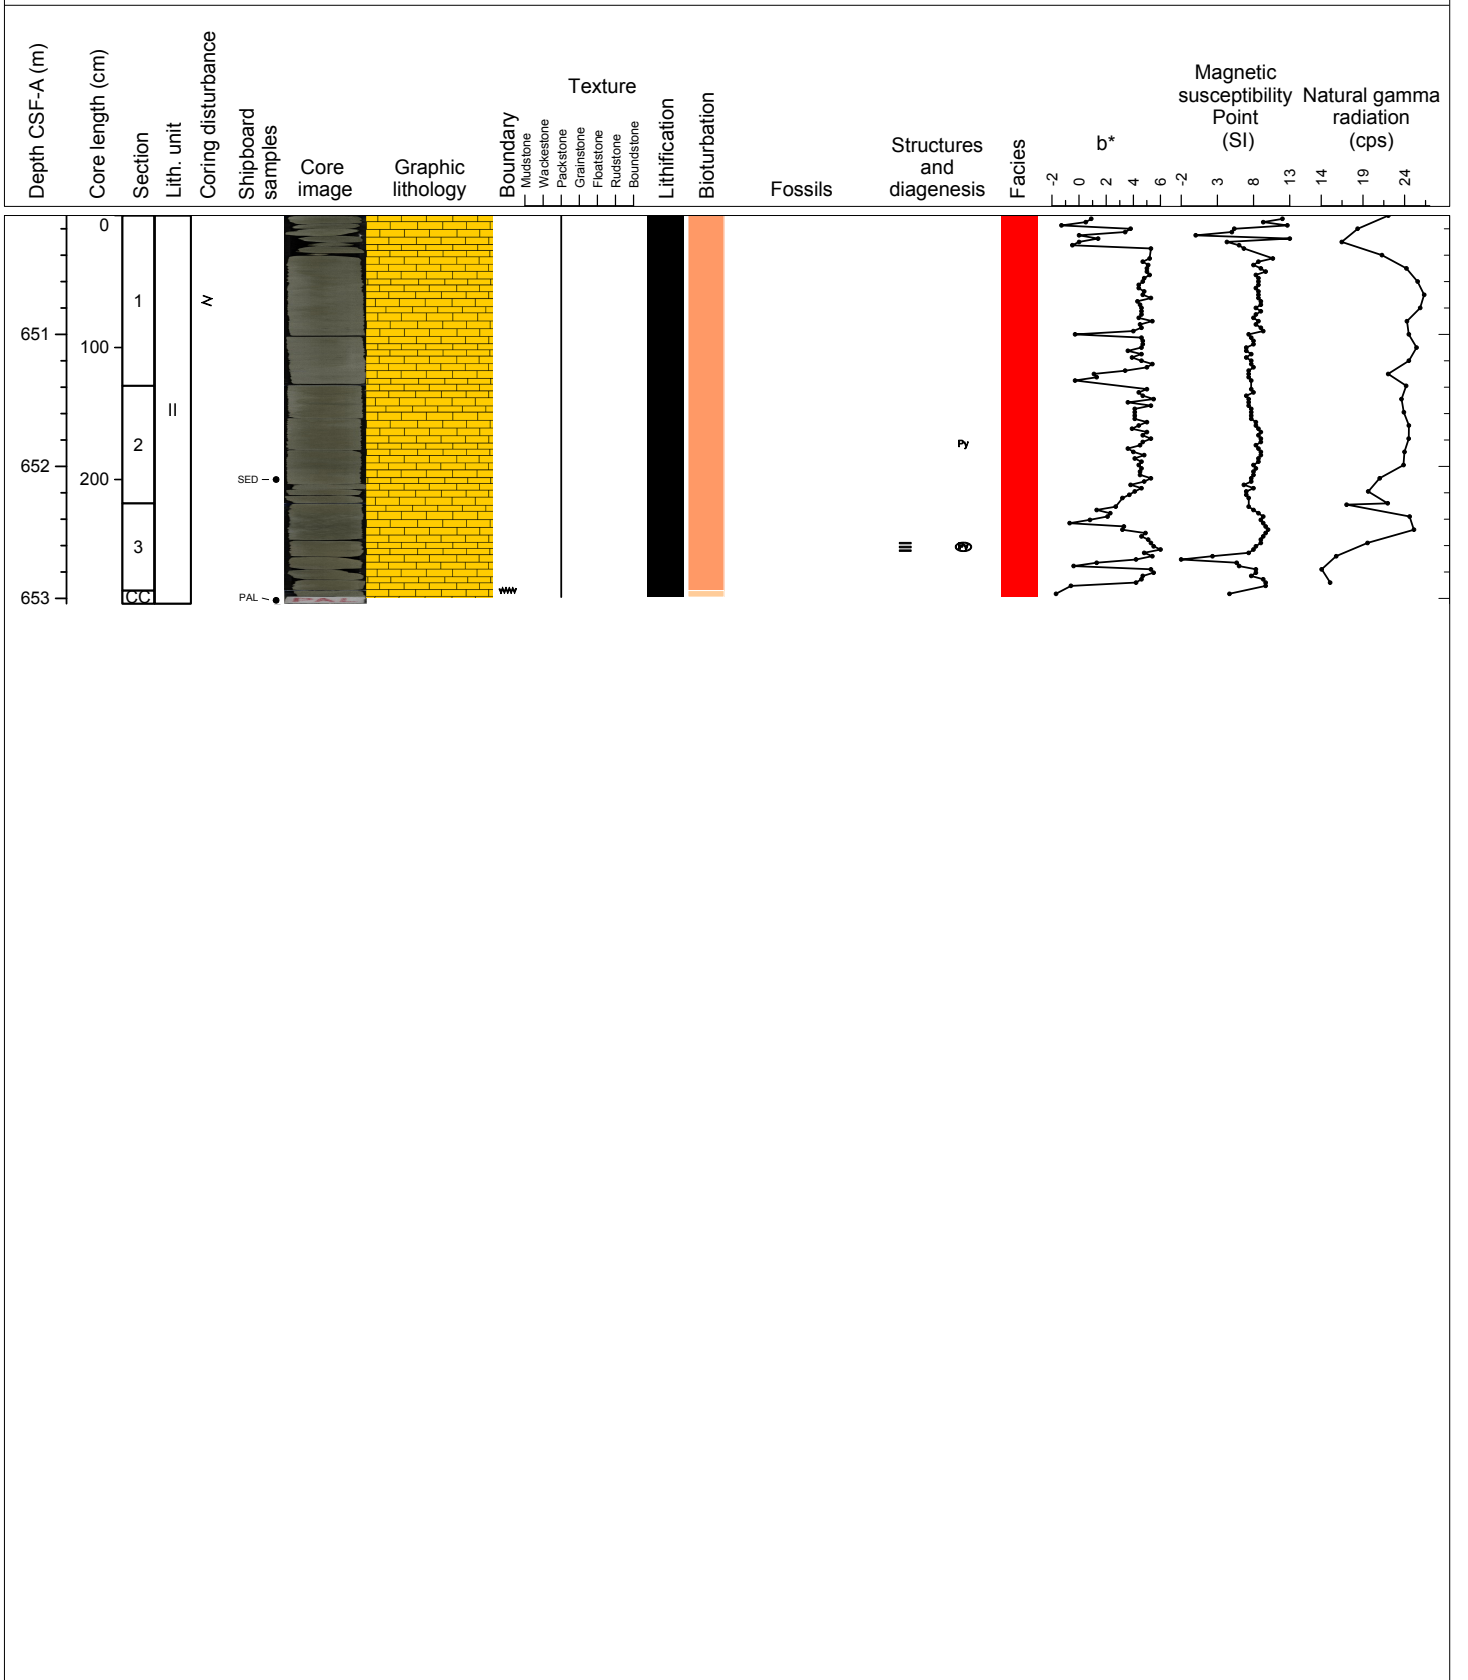 Depth CSF-A (m)
Core length (cm)
Section
Lith. unit
Coring disturbance
Shipboard
samples
Core
image
Graphic
lithology
Boundary
Texture
Mudstone
Wackestone
Packstone
Grainstone
Floatstone
Rudstone
Boundstone
Lithification
Bioturbation
Fossils
Structures
and
diagenesis
Facies
b*
-2 0 2 4 6
Magnetic
susceptibility
Point
(SI)
-2 3 8 13
Natural gamma
radiation
(cps)
14 19 24
0
1
651
100
II
2
Py
652
200
SED
3
Py
653
CC
PAL
PAL